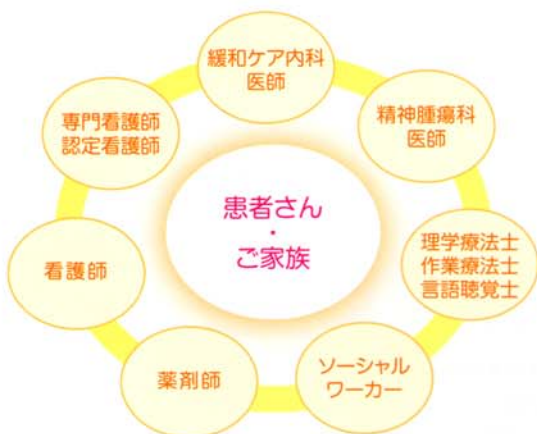 緩和ケア内科
医師
精神腫瘍科
医師
理学療法士
作業療法士
言語聴覚士
ソーシャル
ワーカー
薬剤師
看護師
専門看護師
認定看護師
患者さん
・
ご家族